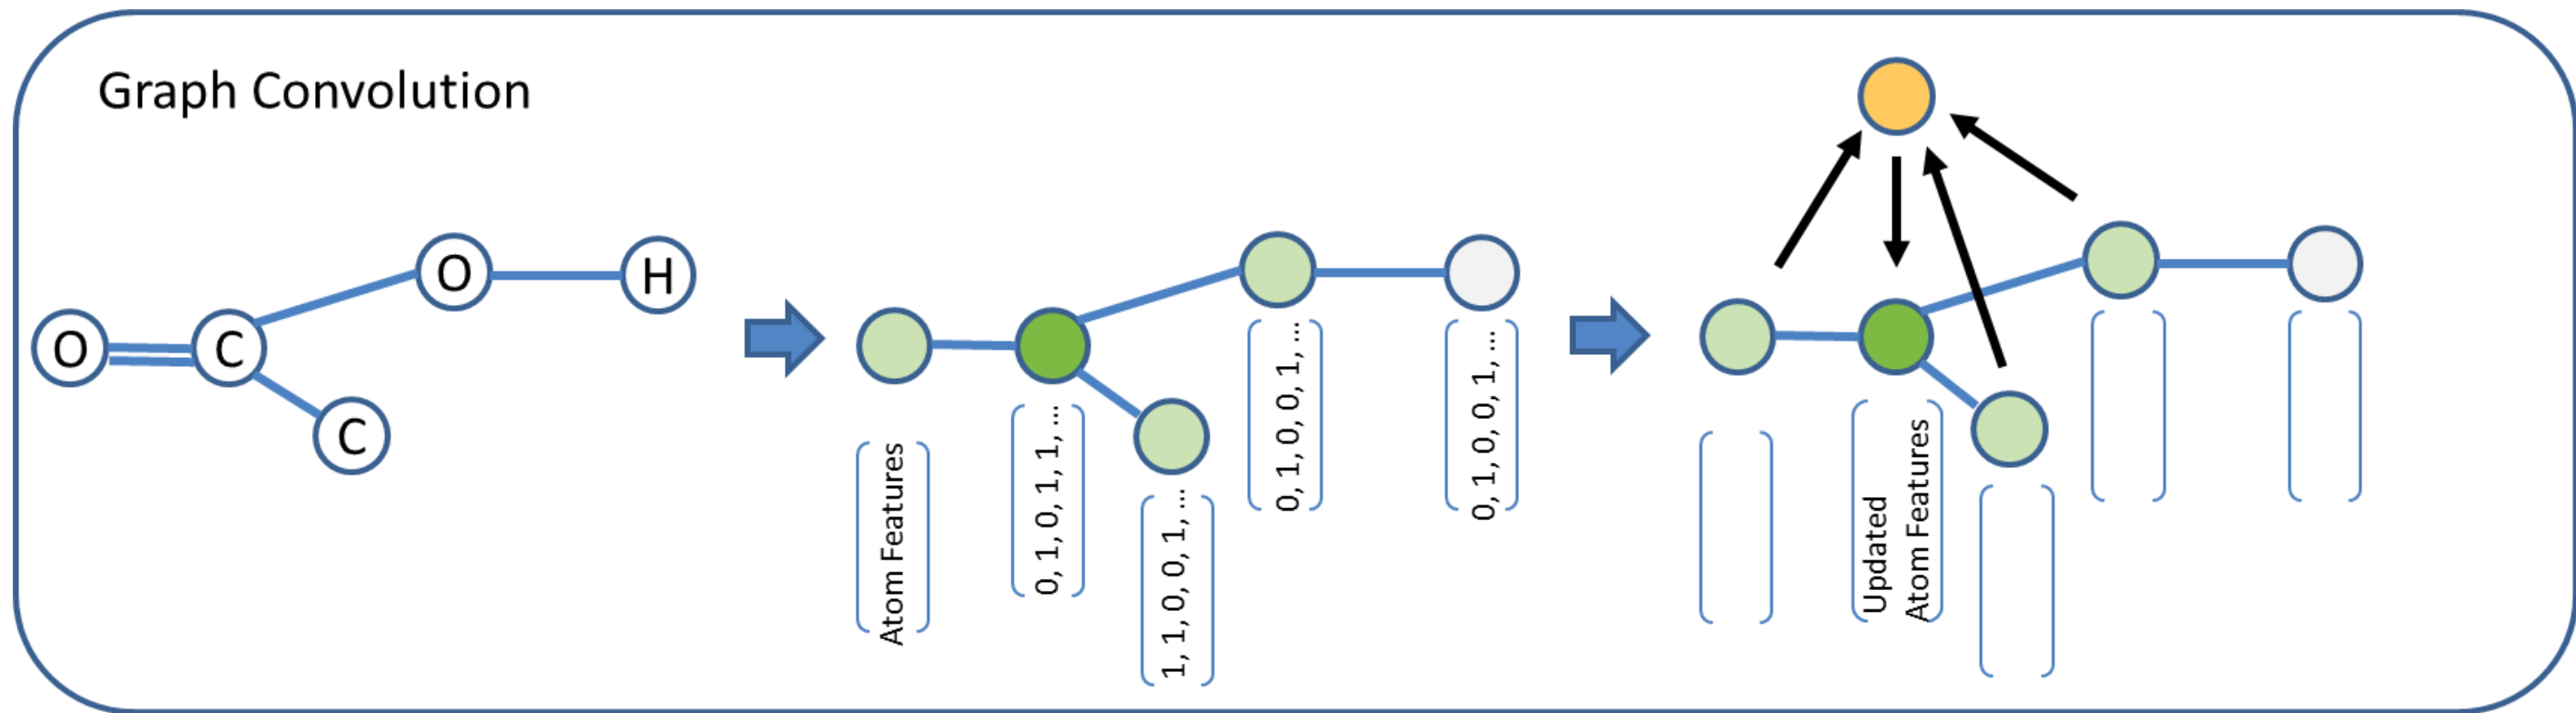 Graph Convolution
O
H
O
C
C
Atom Features
0, 1, 0, 1, 1, ...
1, 1, 0, 0, 1, ...
0, 1, 0, 0, 1, ...
0, 1, 0, 0, 1, ...
Updated
Atom Features